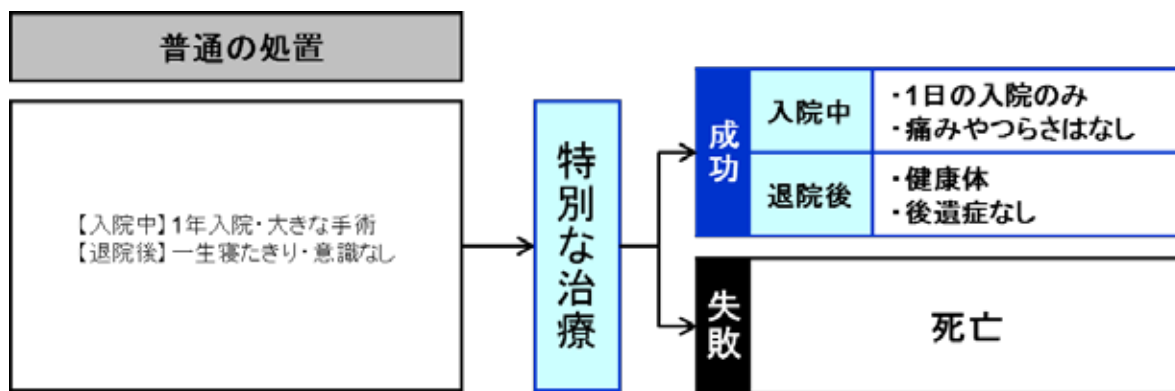 普通の処置
【入院中】1年入院・大きな手術
【退院後】一生寝たきり・意識なし
特別な治療
成功
入院中
・1日の入院のみ
・痛みやつらさはなし
退院後
・健康体
・後遺症なし
失敗
死亡